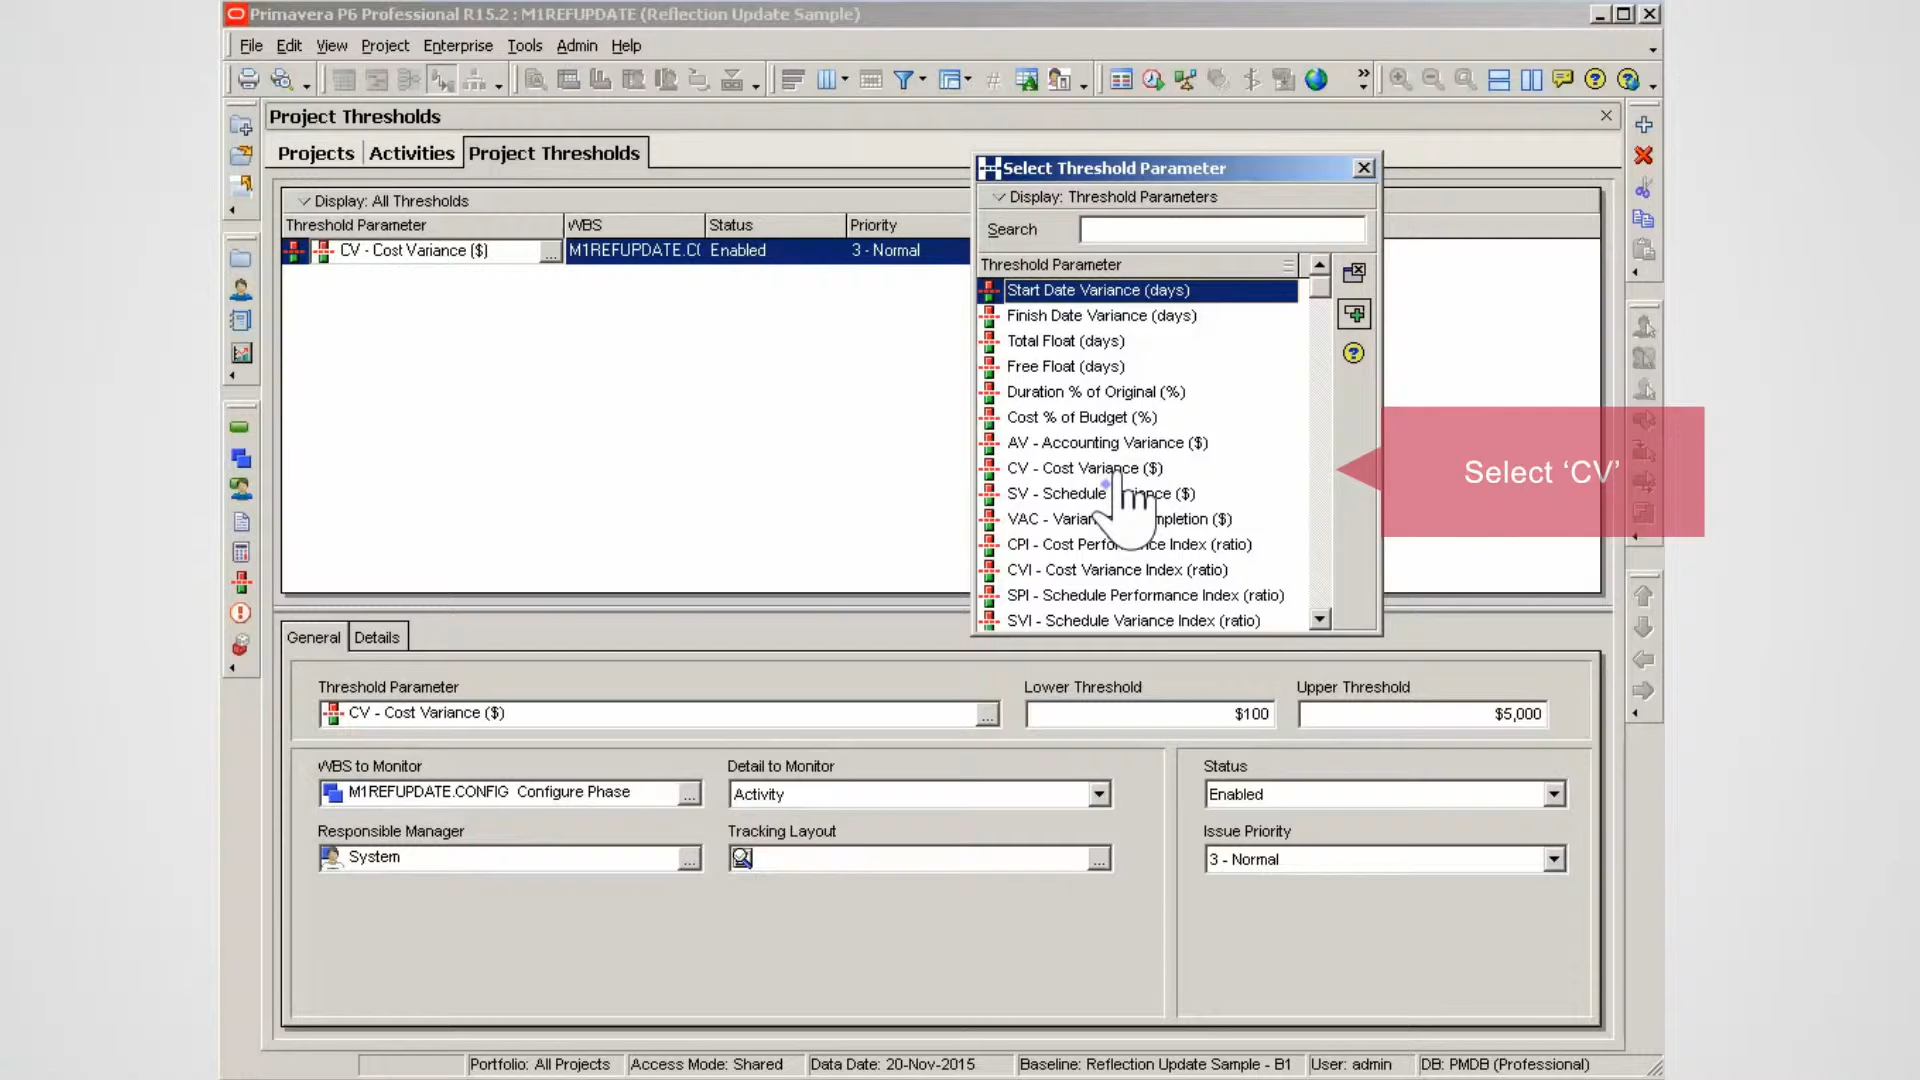 Primavera P6 Professional R15.2 : M1REFUPDATE (Reflection Update Sample)
File Edit View Project Enterprise Tools Admin Help
Project Thresholds
Projects Activities Project Thresholds
Display: All Thresholds
Threshold Parameter WBS Status Priority
CV - Cost Variance ($) ... M1REFUPDATE.C( Enabled 3 - Normal
Select Threshold Parameter
Display: Threshold Parameters
Search
Threshold Parameter
Start Date Variance (days)
Finish Date Variance (days)
Total Float (days)
Free Float (days)
Duration % of Original (%)
Cost % of Budget (%)
AV - Accounting Variance ($)
CV - Cost Variance ($)
SV - Schedule iance ($)
VAC - Varian mpletion ($)
CPI - Cost Perfo ce Index (ratio)
CVI - Cost Variance Index (ratio)
SPI - Schedule Performance Index (ratio)
SVI - Schedule Variance Index (ratio)
Select ‘CV’
General Details
Threshold Parameter Lower Threshold Upper Threshold
CV - Cost Variance ($) ... $100 $5,000
WBS to Monitor Detail to Monitor Status
M1REFUPDATE.CONFIG Configure Phase ... Activity Enabled
Responsible Manager Tracking Layout Issue Priority
System ... ... 3 - Normal
Portfolio: All Projects Access Mode: Shared Data Date: 20-Nov-2015 Baseline: Reflection Update Sample - B1 User: admin DB: PMDB (Professional)